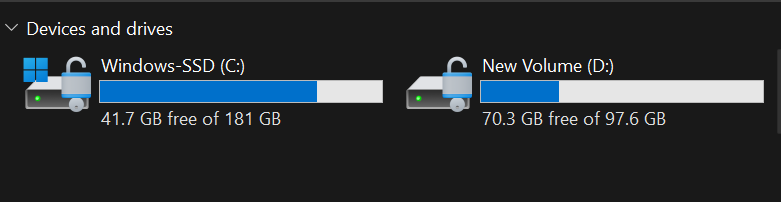 Devices and drives
Windows-SSD (C:)
41.7 GB free of 181 GB
New Volume (D:)
70.3 GB free of 97.6 GB